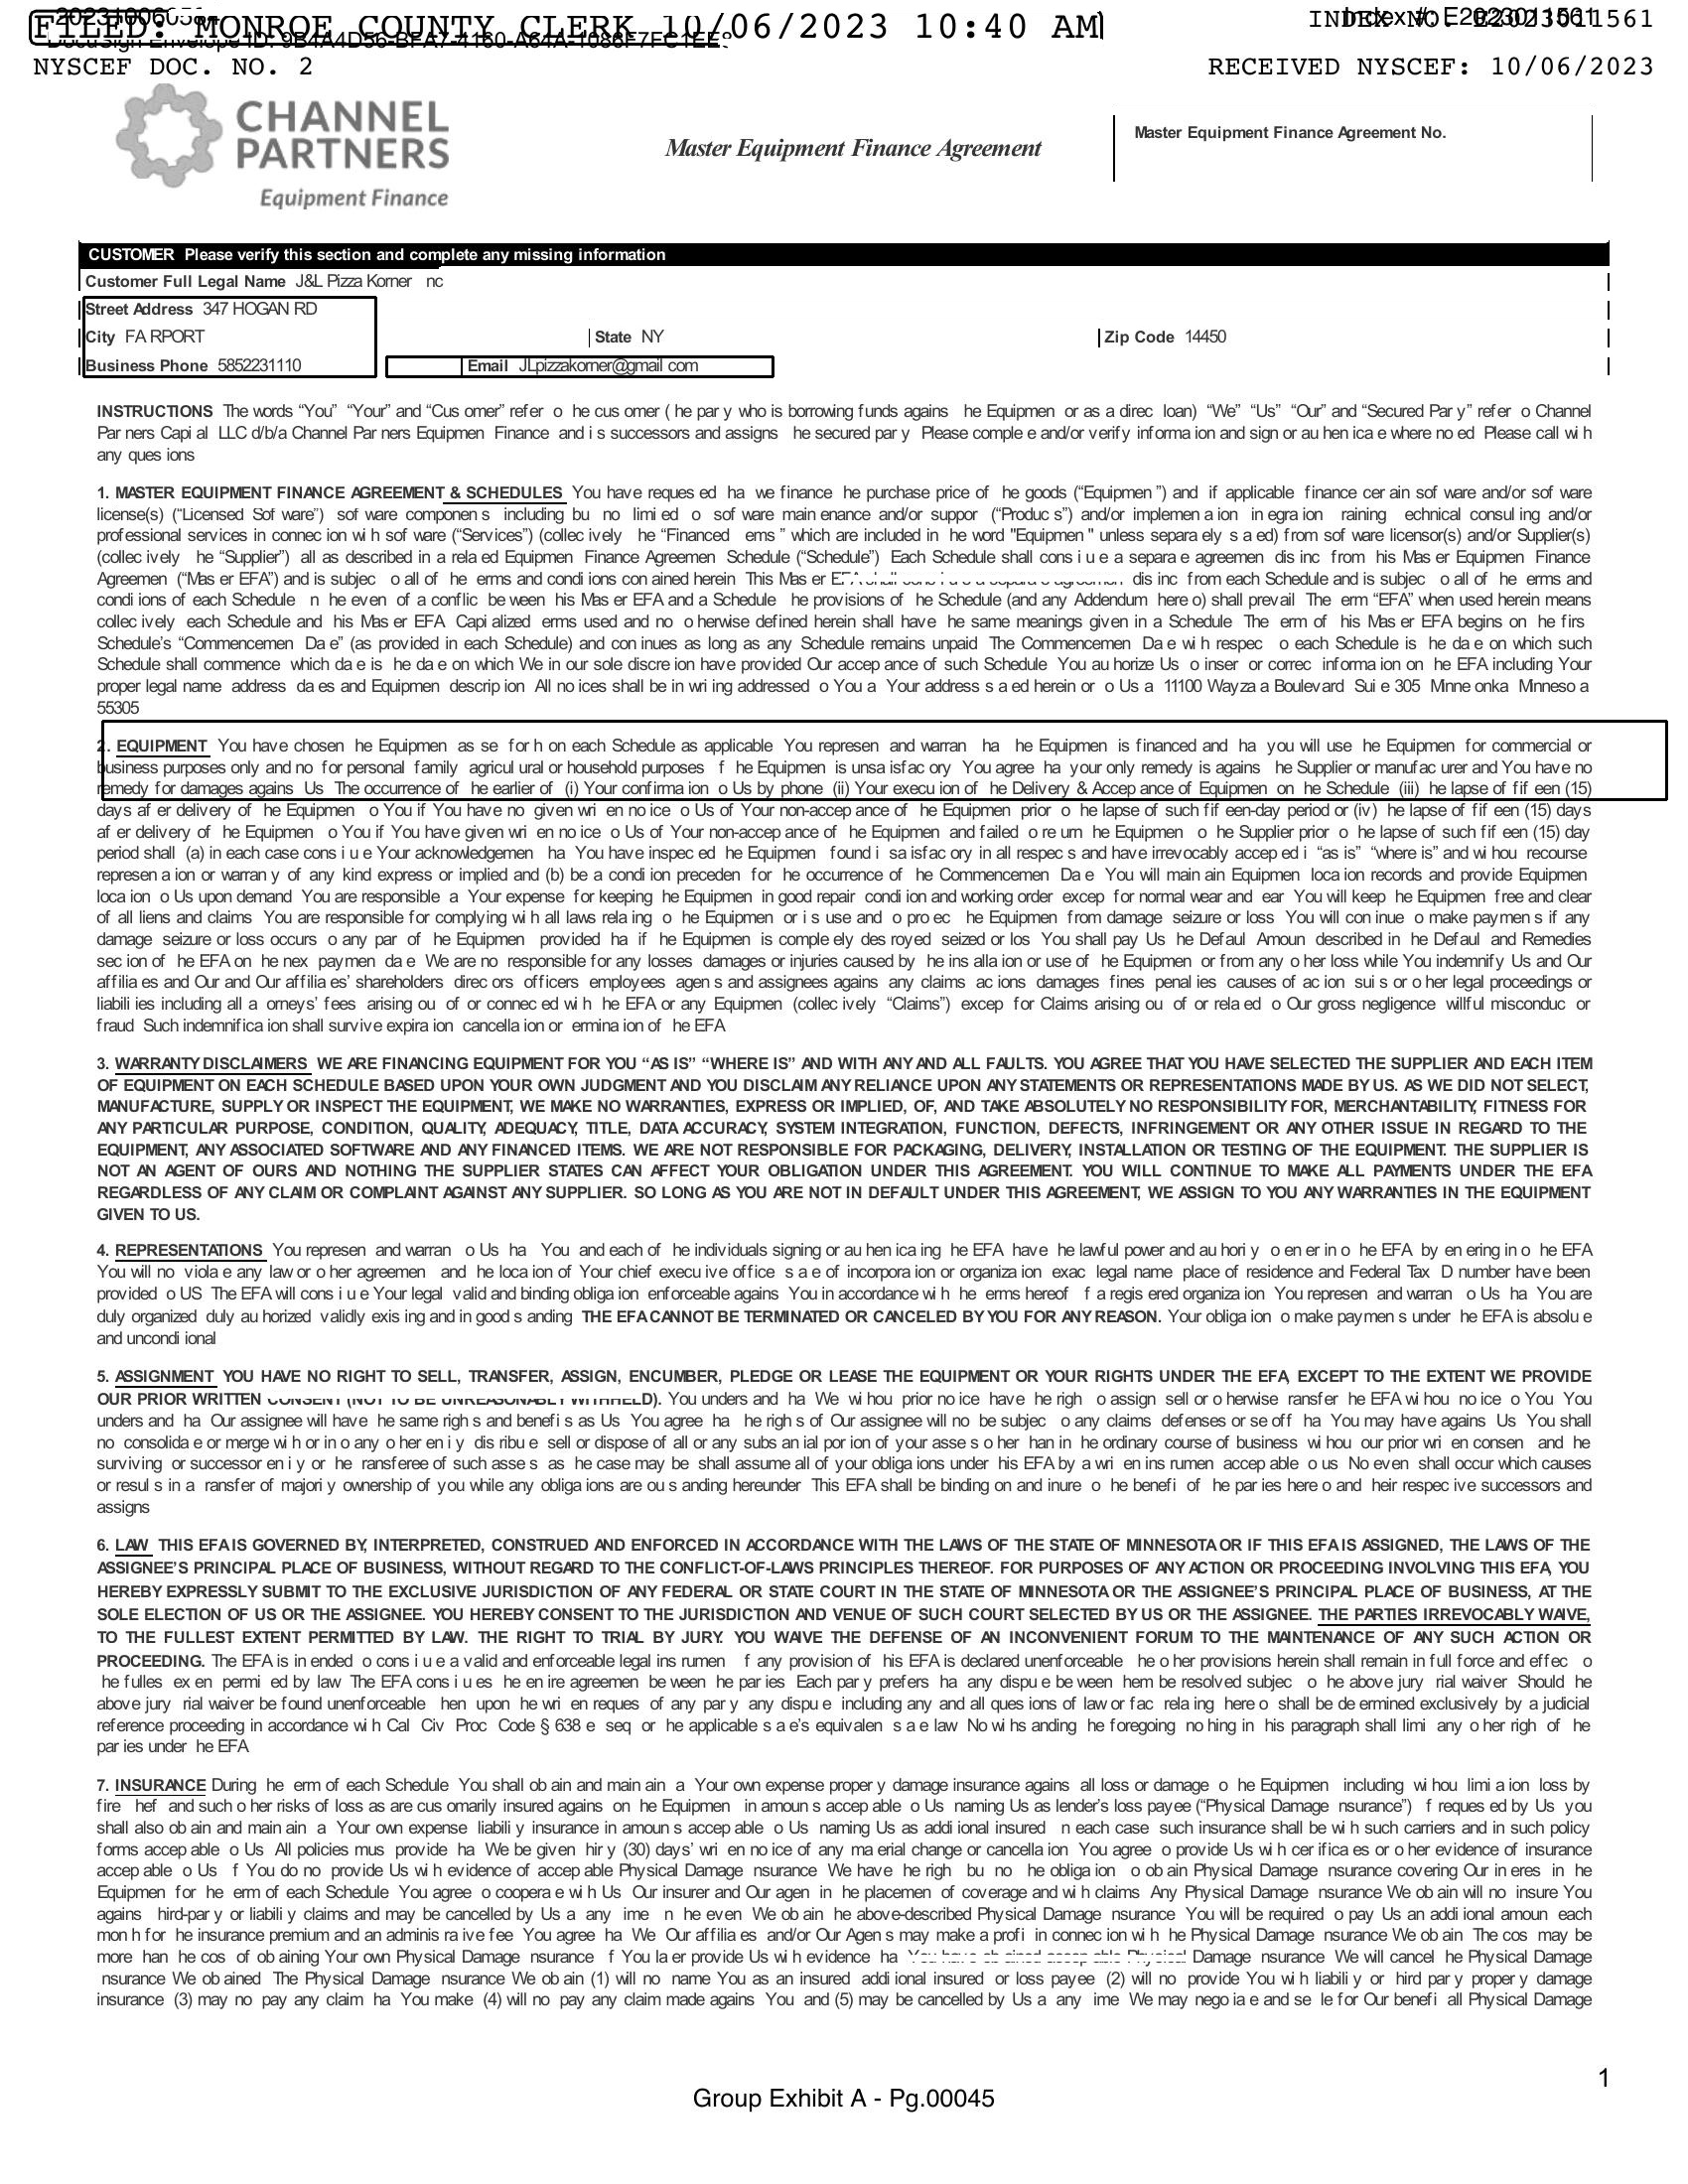 202310060584
FILED: MONROE COUNTY CLERK 10/06/2023 10:40 AM
INDEX NO. E2023011561
NYSCEF DOC. NO. 2
RECEIVED NYSCEF: 10/06/2023
CHANNEL
PARTNERS
Equipment Finance
Master Equipment Finance Agreement
Master Equipment Finance Agreement No.
CUSTOMER Please verify this section and complete any missing information
Customer Full Legal Name J&L Pizza Korner nc
Street Address 347 HOGAN RD
City FA RPORT State NY Zip Code 14450
Business Phone 5852231110 Email JLpizzakorner@gmail com
INSTRUCTIONS The words “You” “Your” and “Cus omer” refer o he cus omer ( he par y who is borrowing funds agains he Equipmen or as a direc loan) “We” “Us” “Our” and “Secured Par y” refer o Channel
Par ners Capi al LLC d/b/a Channel Par ners Equipmen Finance and i s successors and assigns he secured par y Please comple e and/or verify informa ion and sign or au hen ica e where no ed Please call wi h
any ques ions
1. MASTER EQUIPMENT FINANCE AGREEMENT & SCHEDULES You have reques ed ha we finance he purchase price of he goods (“Equipmen ”) and if applicable finance cer ain sof ware and/or sof ware
license(s) (“Licensed Sof ware”) sof ware componen s including bu no limi ed o sof ware main enance and/or suppor (“Produc s”) and/or implemen a ion in egra ion raining echnical consul ing and/or
professional services in connec ion wi h sof ware (“Services”) (collec ively he “Financed ems ” which are included in he word "Equipmen " unless separa ely s a ed) from sof ware licensor(s) and/or Supplier(s)
(collec ively he “Supplier”) all as described in a rela ed Equipmen Finance Agreemen Schedule (“Schedule”) Each Schedule shall cons i u e a separa e agreemen dis inc from his Mas er Equipmen Finance
Agreemen (“Mas er EFA”) and is subjec o all of he erms and condi ions con ained herein This Mas er EFA shall cons i u e a separa e agreemen dis inc from each Schedule and is subjec o all of he erms and
condi ions of each Schedule n he even of a conflic be ween his Mas er EFA and a Schedule he provisions of he Schedule (and any Addendum here o) shall prevail The erm “EFA” when used herein means
collec ively each Schedule and his Mas er EFA Capi alized erms used and no o herwise defined herein shall have he same meanings given in a Schedule The erm of his Mas er EFA begins on he firs
Schedule’s “Commencemen Da e” (as provided in each Schedule) and con inues as long as any Schedule remains unpaid The Commencemen Da e wi h respec o each Schedule is he da e on which such
Schedule shall commence which da e is he da e on which We in our sole discre ion have provided Our accep ance of such Schedule You au horize Us o inser or correc informa ion on he EFA including Your
proper legal name address da es and Equipmen descrip ion All no ices shall be in wri ing addressed o You a Your address s a ed herein or o Us a 11100 Wayza a Boulevard Sui e 305 Minne onka Minneso a
55305
2. EQUIPMENT You have chosen he Equipmen as se for h on each Schedule as applicable You represen and warran ha he Equipmen is financed and ha you will use he Equipmen for commercial or
business purposes only and no for personal family agricul ural or household purposes f he Equipmen is unsa isfac ory You agree ha your only remedy is agains he Supplier or manufac urer and You have no
remedy for damages agains Us The occurrence of he earlier of (i) Your confirma ion o Us by phone (ii) Your execu ion of he Delivery & Accep ance of Equipmen on he Schedule (iii) he lapse of fif een (15)
days af er delivery of he Equipmen o You if You have no given wri en no ice o Us of Your non-accep ance of he Equipmen prior o he lapse of such fif een-day period or (iv) he lapse of fif een (15) days
af er delivery of he Equipmen o You if You have given wri en no ice o Us of Your non-accep ance of he Equipmen and failed o re urn he Equipmen o he Supplier prior o he lapse of such fif een (15) day
period shall (a) in each case cons i u e Your acknowledgemen ha You have inspec ed he Equipmen found i sa isfac ory in all respec s and have irrevocably accep ed i “as is” “where is” and wi hou recourse
represen a ion or warran y of any kind express or implied and (b) be a condi ion preceden for he occurrence of he Commencemen Da e You will main ain Equipmen loca ion records and provide Equipmen
loca ion o Us upon demand You are responsible a Your expense for keeping he Equipmen in good repair condi ion and working order excep for normal wear and ear You will keep he Equipmen free and clear
of all liens and claims You are responsible for complying wi h all laws rela ing o he Equipmen or i s use and o pro ec he Equipmen from damage seizure or loss You will con inue o make paymen s if any
damage seizure or loss occurs o any par of he Equipmen provided ha if he Equipmen is comple ely des royed seized or los You shall pay Us he Defaul Amoun described in he Defaul and Remedies
sec ion of he EFA on he nex paymen da e We are no responsible for any losses damages or injuries caused by he ins alla ion or use of he Equipmen or from any o her loss while You indemnify Us and Our
affilia es and Our and Our affilia es’ shareholders direc ors officers employees agen s and assignees agains any claims ac ions damages fines penal ies causes of ac ion sui s or o her legal proceedings or
liabili ies including all a orneys’ fees arising ou of or connec ed wi h he EFA or any Equipmen (collec ively “Claims”) excep for Claims arising ou of or rela ed o Our gross negligence willful misconduc or
fraud Such indemnifica ion shall survive expira ion cancella ion or ermina ion of he EFA
3. WARRANTY DISCLAIMERS WE ARE FINANCING EQUIPMENT FOR YOU “AS IS” “WHERE IS” AND WITH ANY AND ALL FAULTS. YOU AGREE THAT YOU HAVE SELECTED THE SUPPLIER AND EACH ITEM
OF EQUIPMENT ON EACH SCHEDULE BASED UPON YOUR OWN JUDGMENT AND YOU DISCLAIM ANY RELIANCE UPON ANY STATEMENTS OR REPRESENTATIONS MADE BY US. AS WE DID NOT SELECT,
MANUFACTURE, SUPPLY OR INSPECT THE EQUIPMENT, WE MAKE NO WARRANTIES, EXPRESS OR IMPLIED, OF, AND TAKE ABSOLUTELY NO RESPONSIBILITY FOR, MERCHANTABILITY, FITNESS FOR
ANY PARTICULAR PURPOSE, CONDITION, QUALITY, ADEQUACY, TITLE, DATA ACCURACY, SYSTEM INTEGRATION, FUNCTION, DEFECTS, INFRINGEMENT OR ANY OTHER ISSUE IN REGARD TO THE
EQUIPMENT, ANY ASSOCIATED SOFTWARE AND ANY FINANCED ITEMS. WE ARE NOT RESPONSIBLE FOR PACKAGING, DELIVERY, INSTALLATION OR TESTING OF THE EQUIPMENT. THE SUPPLIER IS
NOT AN AGENT OF OURS AND NOTHING THE SUPPLIER STATES CAN AFFECT YOUR OBLIGATION UNDER THIS AGREEMENT. YOU WILL CONTINUE TO MAKE ALL PAYMENTS UNDER THE EFA
REGARDLESS OF ANY CLAIM OR COMPLAINT AGAINST ANY SUPPLIER. SO LONG AS YOU ARE NOT IN DEFAULT UNDER THIS AGREEMENT, WE ASSIGN TO YOU ANY WARRANTIES IN THE EQUIPMENT
GIVEN TO US.
4. REPRESENTATIONS You represen and warran o Us ha You and each of he individuals signing or au hen ica ing he EFA have he lawful power and au hori y o en er in o he EFA by en ering in o he EFA
You will no viola e any law or o her agreemen and he loca ion of Your chief execu ive office s a e of incorpora ion or organiza ion exac legal name place of residence and Federal Tax D number have been
provided o US The EFA will cons i u e Your legal valid and binding obliga ion enforceable agains You in accordance wi h he erms hereof f a regis ered organiza ion You represen and warran o Us ha You are
duly organized duly au horized validly exis ing and in good s anding THE EFA CANNOT BE TERMINATED OR CANCELED BY YOU FOR ANY REASON. Your obliga ion o make paymen s under he EFA is absolu e
and uncondi ional
5. ASSIGNMENT YOU HAVE NO RIGHT TO SELL, TRANSFER, ASSIGN, ENCUMBER, PLEDGE OR LEASE THE EQUIPMENT OR YOUR RIGHTS UNDER THE EFA, EXCEPT TO THE EXTENT WE PROVIDE
OUR PRIOR WRITTEN CONSENT (NOT TO BE UNREASONABLY WITHHELD). You unders and ha We wi hou prior no ice have he righ o assign sell or o herwise ransfer he EFA wi hou no ice o You You
unders and ha Our assignee will have he same righ s and benefi s as Us You agree ha he righ s of Our assignee will no be subjec o any claims defenses or se off ha You may have agains Us You shall
no consolida e or merge wi h or in o any o her en i y dis ribu e sell or dispose of all or any subs an ial por ion of your asse s o her han in he ordinary course of business wi hou our prior wri en consen and he
surviving or successor en i y or he ransferee of such asse s as he case may be shall assume all of your obliga ions under his EFA by a wri en ins rumen accep able o us No even shall occur which causes
or resul s in a ransfer of majori y ownership of you while any obliga ions are ou s anding hereunder This EFA shall be binding on and inure o he benefi of he par ies here o and heir respec ive successors and
assigns
6. LAW THIS EFA IS GOVERNED BY, INTERPRETED, CONSTRUED AND ENFORCED IN ACCORDANCE WITH THE LAWS OF THE STATE OF MINNESOTA OR IF THIS EFA IS ASSIGNED, THE LAWS OF THE
ASSIGNEE’S PRINCIPAL PLACE OF BUSINESS, WITHOUT REGARD TO THE CONFLICT-OF-LAWS PRINCIPLES THEREOF. FOR PURPOSES OF ANY ACTION OR PROCEEDING INVOLVING THIS EFA, YOU
HEREBY EXPRESSLY SUBMIT TO THE EXCLUSIVE JURISDICTION OF ANY FEDERAL OR STATE COURT IN THE STATE OF MINNESOTA OR THE ASSIGNEE’S PRINCIPAL PLACE OF BUSINESS, AT THE
SOLE ELECTION OF US OR THE ASSIGNEE. YOU HEREBY CONSENT TO THE JURISDICTION AND VENUE OF SUCH COURT SELECTED BY US OR THE ASSIGNEE. THE PARTIES IRREVOCABLY WAIVE,
TO THE FULLEST EXTENT PERMITTED BY LAW. THE RIGHT TO TRIAL BY JURY. YOU WAIVE THE DEFENSE OF AN INCONVENIENT FORUM TO THE MAINTENANCE OF ANY SUCH ACTION OR
PROCEEDING. The EFA is in ended o cons i u e a valid and enforceable legal ins rumen f any provision of his EFA is declared unenforceable he o her provisions herein shall remain in full force and effec o
he fulles ex en permi ed by law The EFA cons i u es he en ire agreemen be ween he par ies Each par y prefers ha any dispu e be ween hem be resolved subjec o he above jury rial waiver Should he
above jury rial waiver be found unenforceable hen upon he wri en reques of any par y any dispu e including any and all ques ions of law or fac rela ing here o shall be de ermined exclusively by a judicial
reference proceeding in accordance wi h Cal Civ Proc Code § 638 e seq or he applicable s a e’s equivalen s a e law No wi hs anding he foregoing no hing in his paragraph shall limi any o her righ of he
par ies under he EFA
7. INSURANCE During he erm of each Schedule You shall ob ain and main ain a Your own expense proper y damage insurance agains all loss or damage o he Equipmen including wi hou limi a ion loss by
fire hef and such o her risks of loss as are cus omarily insured agains on he Equipmen in amoun s accep able o Us naming Us as lender’s loss payee (“Physical Damage nsurance”) f reques ed by Us you
shall also ob ain and main ain a Your own expense liabili y insurance in amoun s accep able o Us naming Us as addi ional insured n each case such insurance shall be wi h such carriers and in such policy
forms accep able o Us All policies mus provide ha We be given hir y (30) days’ wri en no ice of any ma erial change or cancella ion You agree o provide Us wi h cer ifica es or o her evidence of insurance
accep able o Us f You do no provide Us wi h evidence of accep able Physical Damage nsurance We have he righ bu no he obliga ion o ob ain Physical Damage nsurance covering Our in eres in he
Equipmen for he erm of each Schedule You agree o coopera e wi h Us Our insurer and Our agen in he placemen of coverage and wi h claims Any Physical Damage nsurance We ob ain will no insure You
agains hird-par y or liabili y claims and may be cancelled by Us a any ime n he even We ob ain he above-described Physical Damage nsurance You will be required o pay Us an addi ional amoun each
mon h for he insurance premium and an adminis ra ive fee You agree ha We Our affilia es and/or Our Agen s may make a profi in connec ion wi h he Physical Damage nsurance We ob ain The cos may be
more han he cos of ob aining Your own Physical Damage nsurance f You la er provide Us wi h evidence ha You have ob ained accep able Physical Damage nsurance We will cancel he Physical Damage
nsurance We ob ained The Physical Damage nsurance We ob ain (1) will no name You as an insured addi ional insured or loss payee (2) will no provide You wi h liabili y or hird par y proper y damage
insurance (3) may no pay any claim ha You make (4) will no pay any claim made agains You and (5) may be cancelled by Us a any ime We may nego ia e and se le for Our benefi all Physical Damage
1
Group Exhibit A - Pg.00045